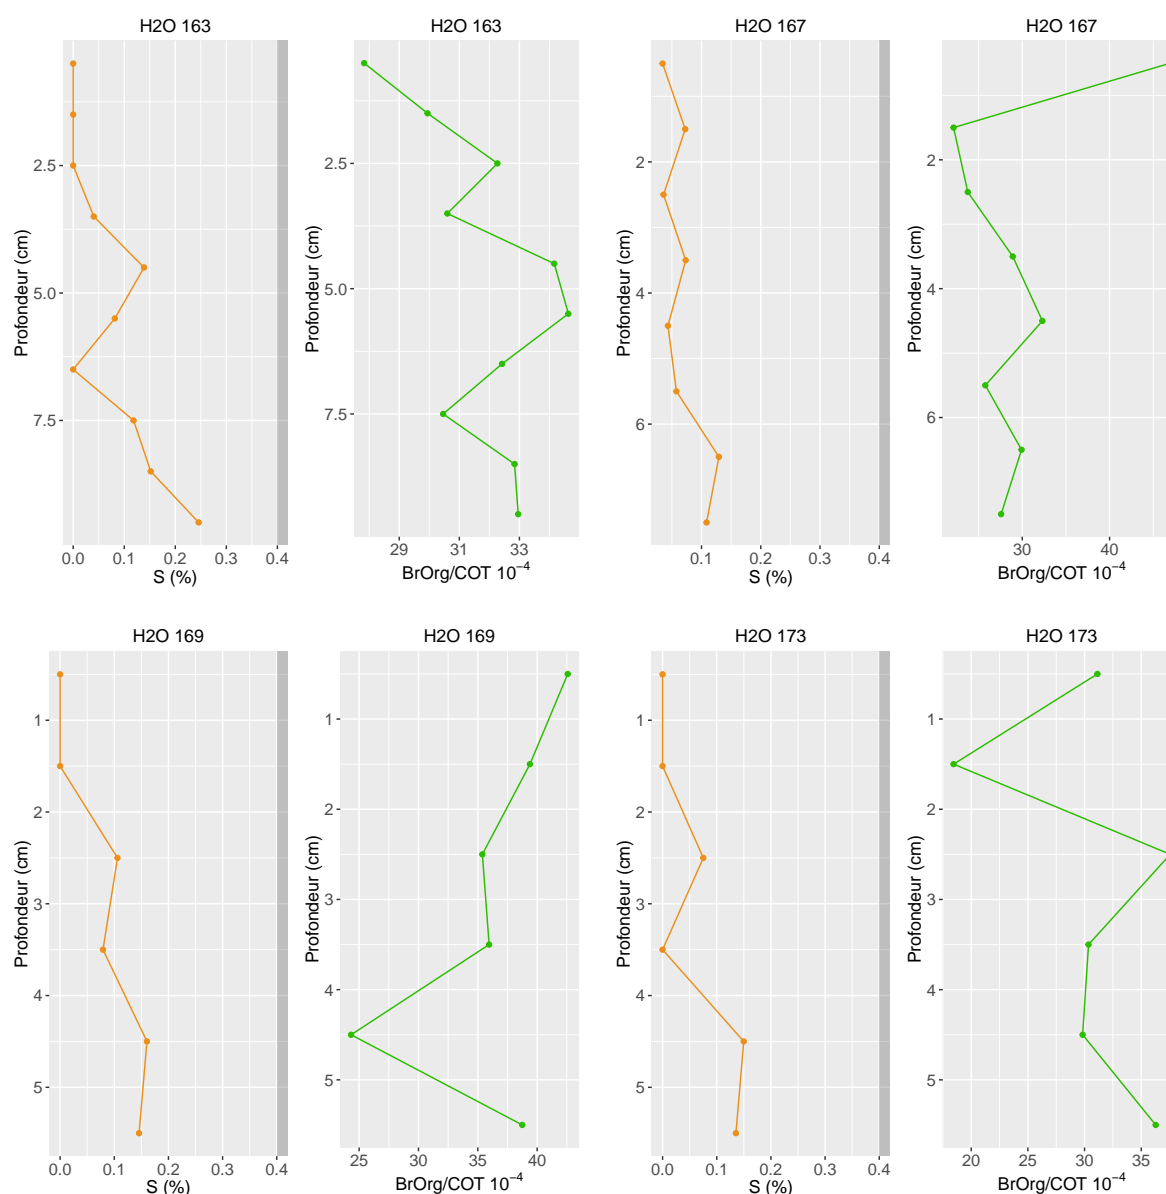 H2O 163
H2O 163
H2O 167
H2O 167
Profondeur (cm)
2.5
5.0
7.5
0.0 0.1 0.2 0.3 0.4
S (%)
Profondeur (cm)
2.5
5.0
7.5
29 31 33
BrOrg/COT 10⁻⁴
Profondeur (cm)
2
4
6
0.1 0.2 0.3 0.4
S (%)
Profondeur (cm)
2
4
6
30 40
BrOrg/COT 10⁻⁴
H2O 169
H2O 169
H2O 173
H2O 173
Profondeur (cm)
1
2
3
4
5
0.0 0.1 0.2 0.3 0.4
S (%)
Profondeur (cm)
1
2
3
4
5
25 30 35 40
BrOrg/COT 10⁻⁴
Profondeur (cm)
1
2
3
4
5
0.0 0.1 0.2 0.3 0.4
S (%)
Profondeur (cm)
1
2
3
4
5
20 25 30 35
BrOrg/COT 10⁻⁴